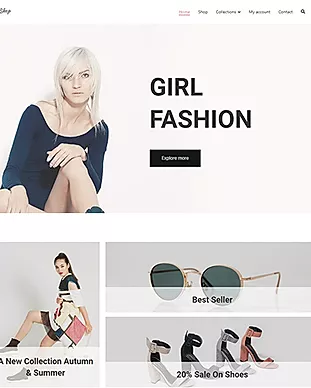 Shop
Home Shop Collections My account Contact
GIRL
FASHION
Explore more
Best Seller
A New Collection Autumn
& Summer
20% Sale On Shoes